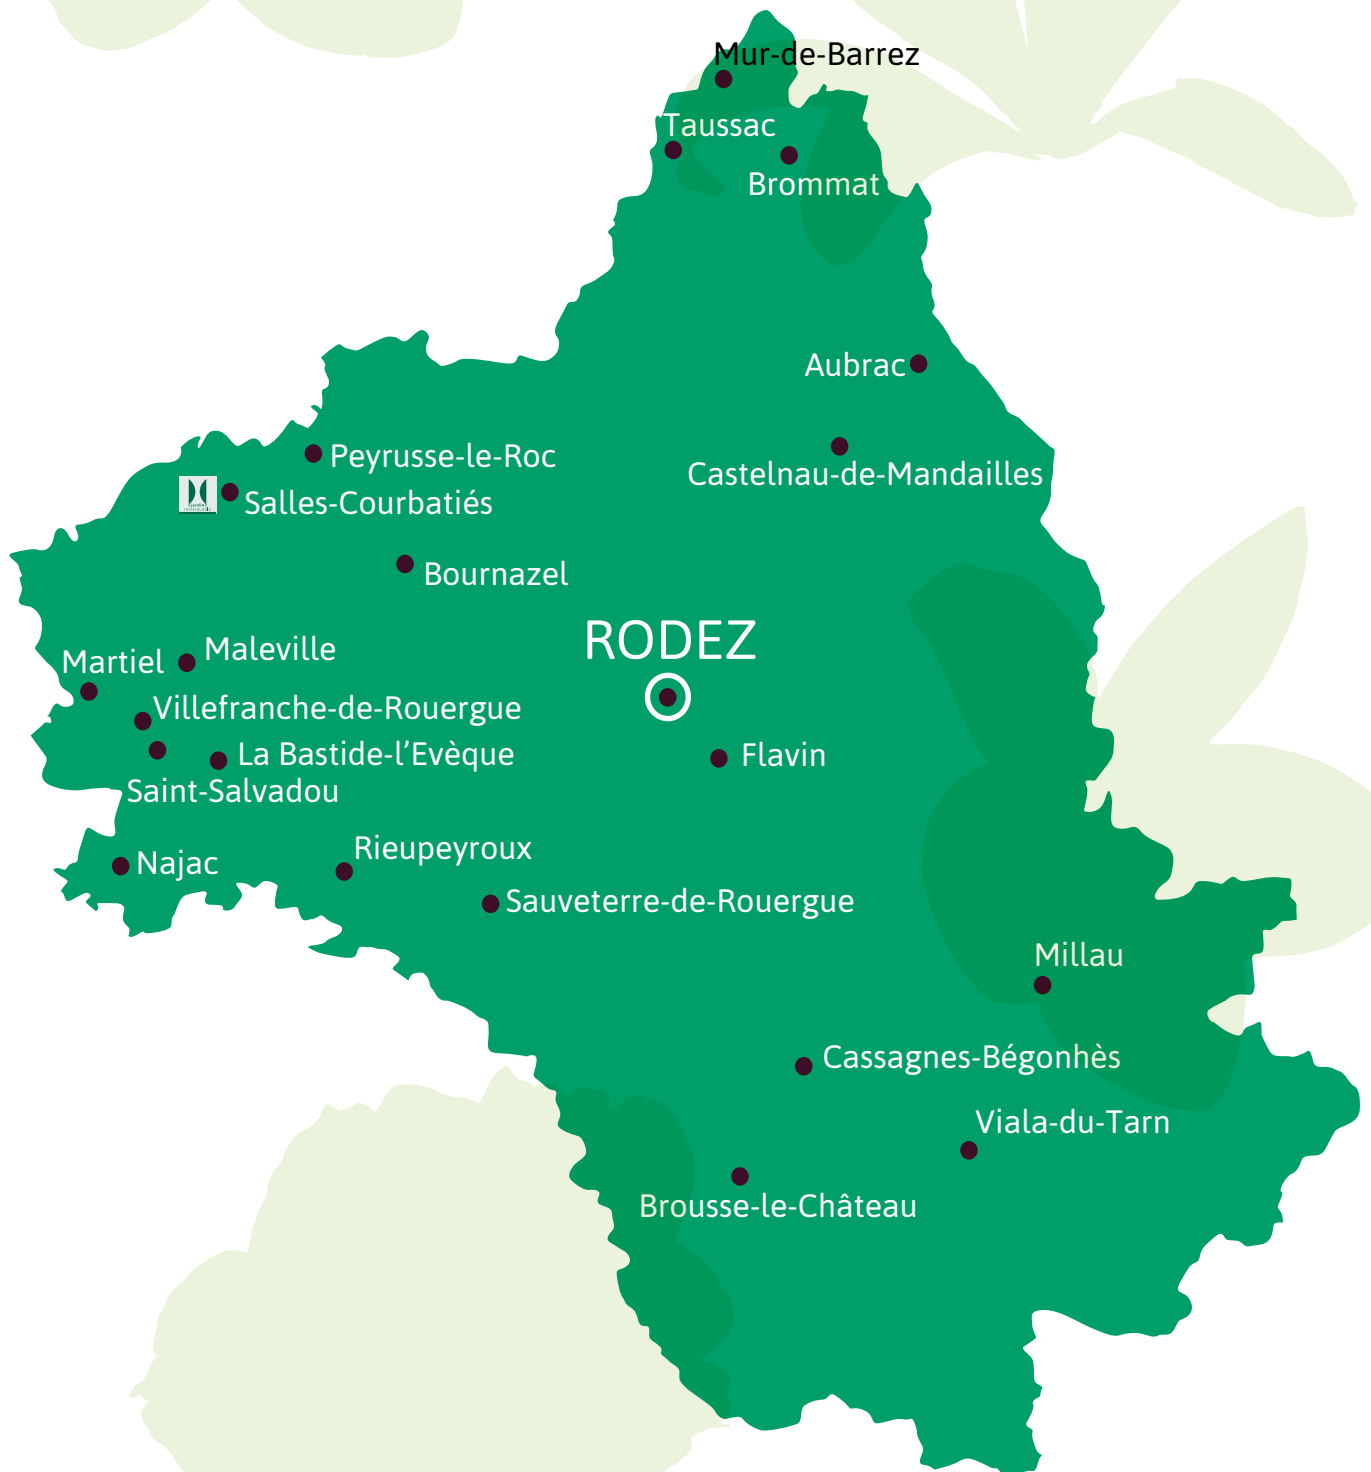 Mur-de-Barrez
Taussac
Brommat
Aubrac
Peyrusse-le-Roc
Castelnau-de-Mandailles
Salles-Courbatiés
Bournazel
RODEZ
Maleville
Martiel
Villefranche-de-Rouergue
La Bastide-l'Evèque
Flavin
Saint-Salvadou
Rieupeyroux
Najac
Sauveterre-de-Rouergue
Millau
Cassagnes-Bégonhès
Viala-du-Tarn
Brousse-le-Château